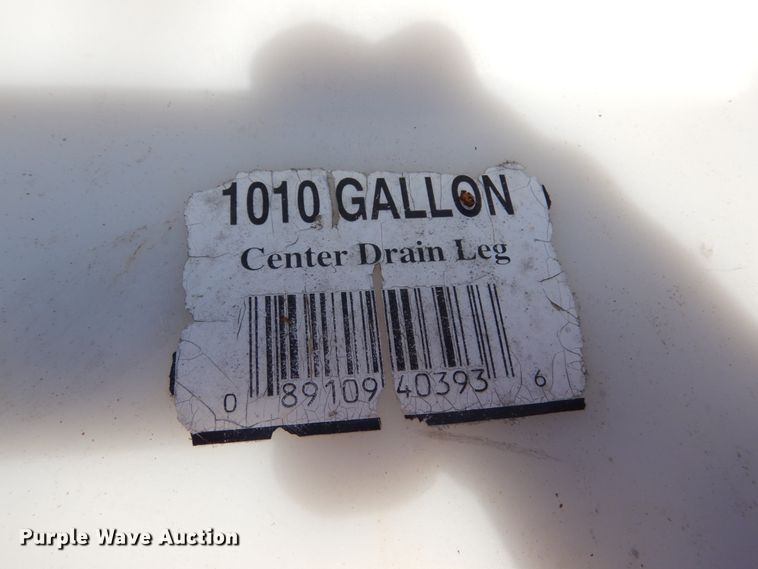 1010 GALLON
Center Drain Leg
0 89109 40393 6
Purple Wave Auction